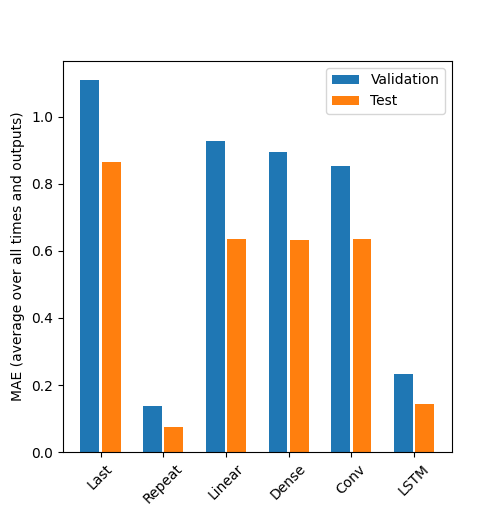 Validation
Test
MAE (average over all times and outputs)
1.0
0.8
0.6
0.4
0.2
0.0
Last
Repeat
Linear
Dense
Conv
LSTM